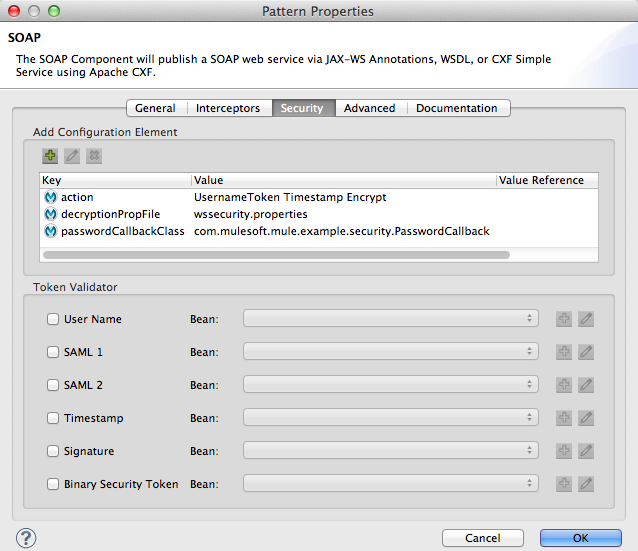 Pattern Properties
SOAP
The SOAP Component will publish a SOAP web service via JAX-WS Annotations, WSDL, or CXF Simple
Service using Apache CXF.
General Interceptors Security Advanced Documentation
Add Configuration Element
Key Value Value Reference
action UsernameToken Timestamp Encrypt
decryptionPropFile wssecurity.properties
passwordCallbackClass com.mulesoft.mule.example.security.PasswordCallback
Token Validator
User Name Bean:
SAML 1 Bean:
SAML 2 Bean:
Timestamp Bean:
Signature Bean:
Binary Security Token Bean:
? Cancel OK